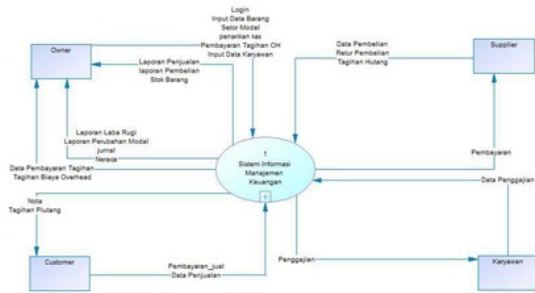 Login
Input Data Barang
Setor Modal
penarikan kas
Pembayaran Tagihan OH
Input Data Karyawan
Owner
Laporan Penjualan
laporan Pembelian
Stok Barang
Data Pembelian
Retur Pembelian
Tagihan Hutang
Supplier
Laporan Laba Rugi
Laporan Perubahan Modal
jurnal
Neraca
Data Pembayaran Tagihan
Tagihan Biaya Overhead
1
Sistem Informasi
Manajemen
Keuangan
Pembayaran
Data Penggajian
Nota
Tagihan Piutang
Customer
Pembayaran_jual
Data Penjualan
Penggajian
Karyawan